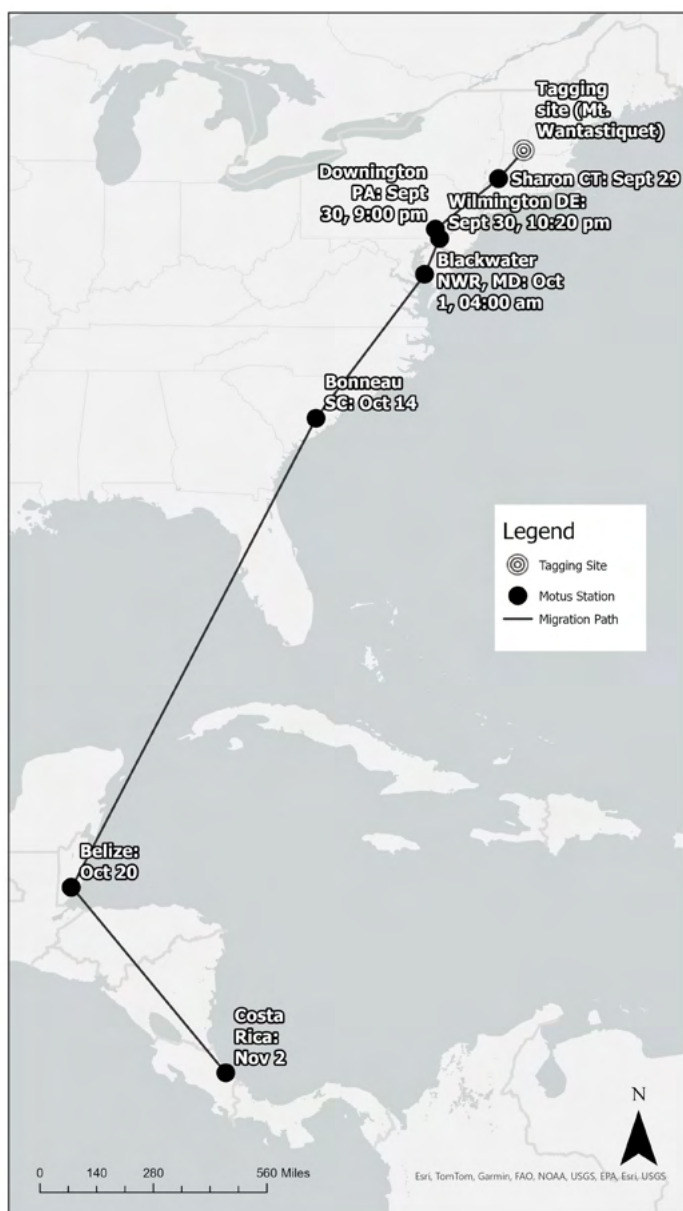 Tagging
site (Mt.
Wantastiquet)
Sharon CT: Sept 29
Downington
PA: Sept
30, 9:00 pm
Wilmington DE:
Sept 30, 10:20 pm
Blackwater
NWR, MD: Oct
1, 04:00 am
Bonneau
SC: Oct 14
Legend
Tagging Site
Motus Station
Migration Path
Belize:
Oct 20
Costa
Rica:
Nov 2
N
0 140 280 560 Miles
Esri, TomTom, Garmin, FAO, NOAA, USGS, EPA, Esri, USGS